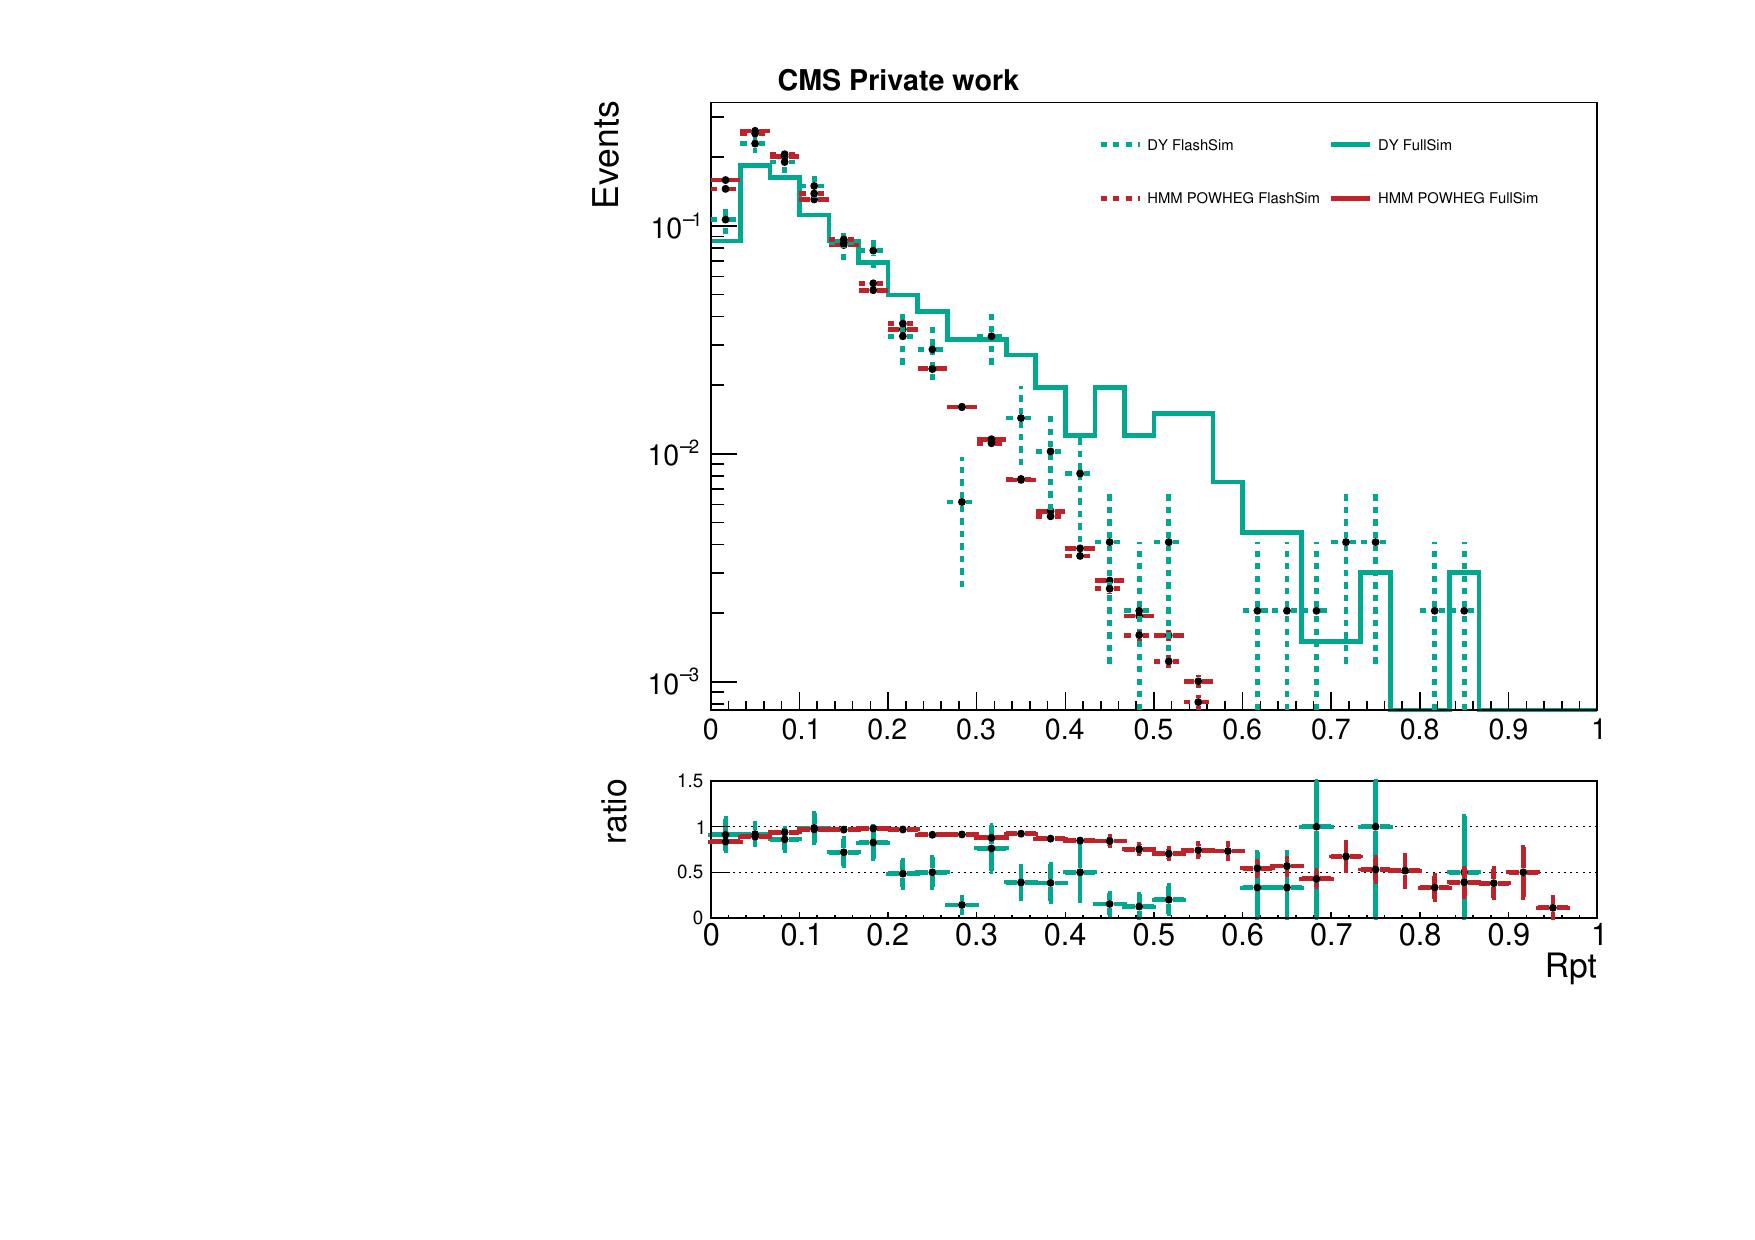 CMS Private work
Events
DY FlashSim
DY FullSim
HMM POWHEG FlashSim
HMM POWHEG FullSim
10⁻¹
10⁻²
10⁻³
0 0.1 0.2 0.3 0.4 0.5 0.6 0.7 0.8 0.9 1
ratio
1.5
1
0.5
0
0 0.1 0.2 0.3 0.4 0.5 0.6 0.7 0.8 0.9 1
Rpt